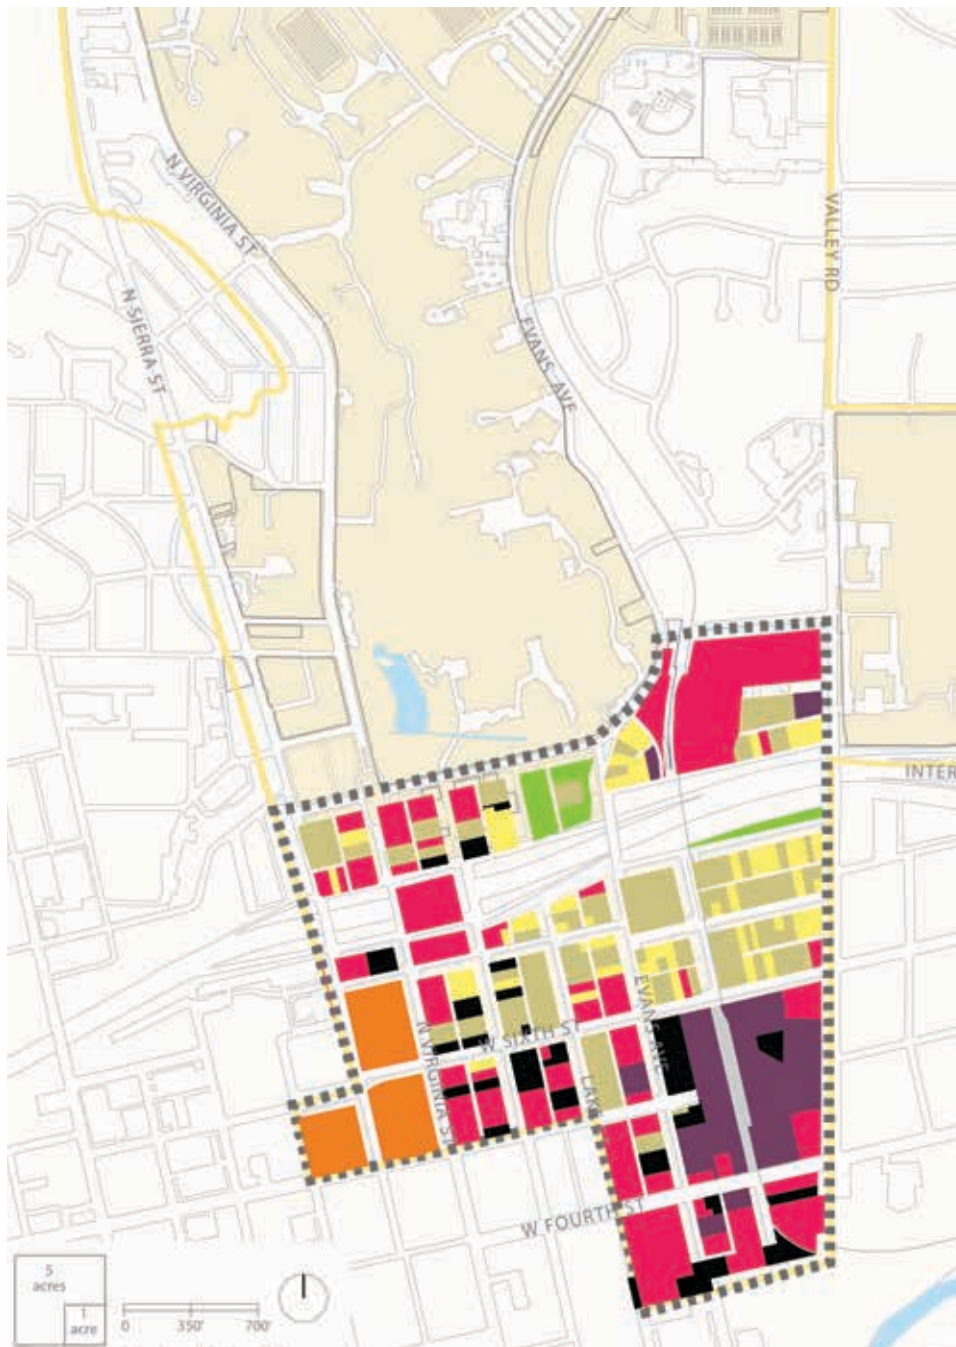 N VIRGINIA ST
VALLEY RD
N SIERRA ST
EVANS AVE
INTER
EVANS AVE
N VIRGINIA ST
W SIXTH ST
LAKE
W FOURTH ST
5
acres
1
acre
0 350' 700'